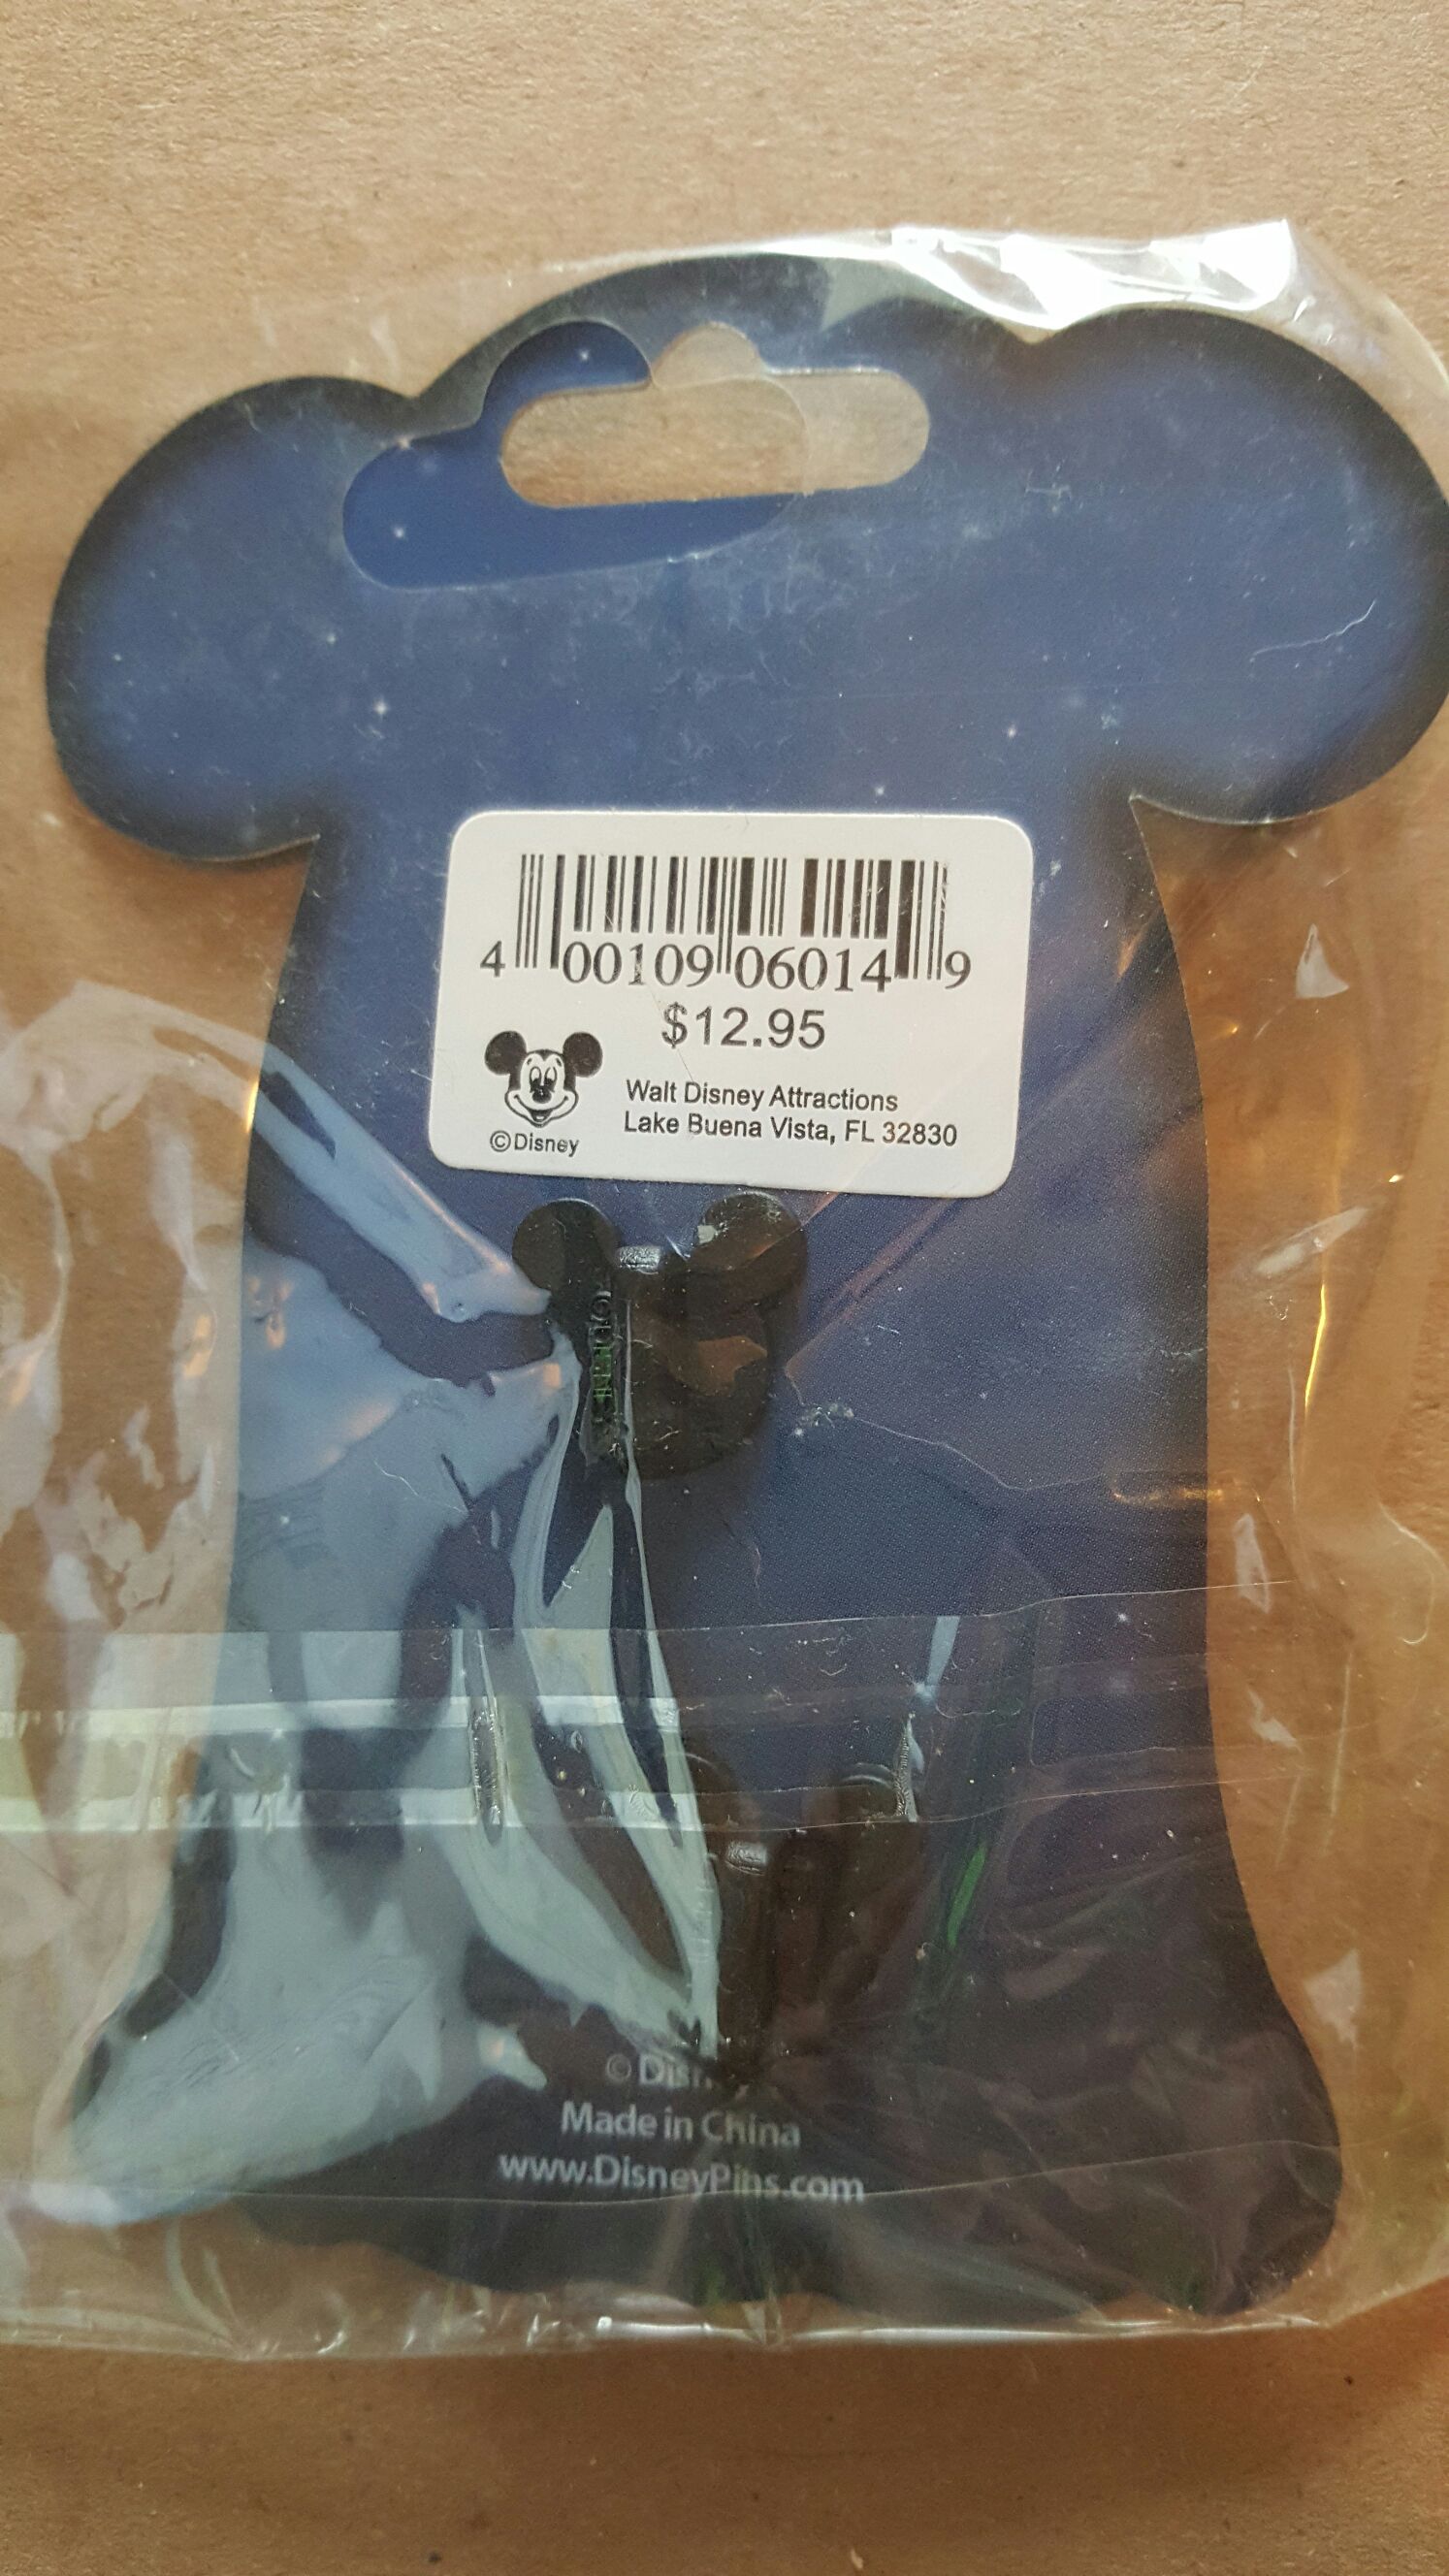 4 00109 06014 9
$12.95
Walt Disney Attractions
©Disney
Lake Buena Vista, FL 32830
©
Made in China
www.DisneyPins.com